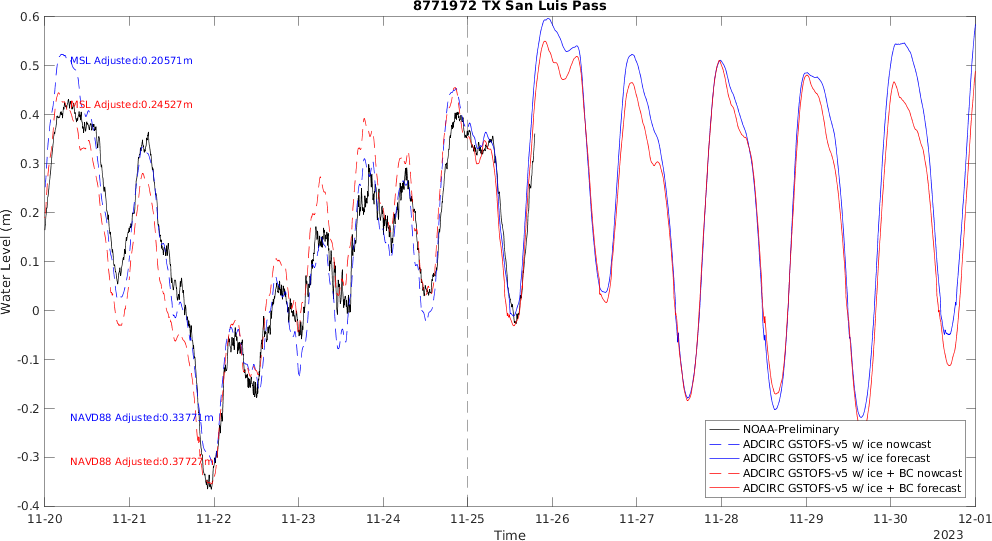 8771972 TX San Luis Pass
0.6
0.5
0.4
0.3
0.2
0.1
0
-0.1
-0.2
-0.3
-0.4
Water Level (m)
MSL Adjusted:0.20571m
MSL Adjusted:0.24527m
NAVD88 Adjusted:0.33771m
NAVD88 Adjusted:0.37727m
NOAA-Preliminary
ADCIRC GSTOFS-v5 w/ ice nowcast
ADCIRC GSTOFS-v5 w/ ice forecast
ADCIRC GSTOFS-v5 w/ ice + BC nowcast
ADCIRC GSTOFS-v5 w/ ice + BC forecast
11-20 11-21 11-22 11-23 11-24 11-25 11-26 11-27 11-28 11-29 11-30 12-01
Time
2023